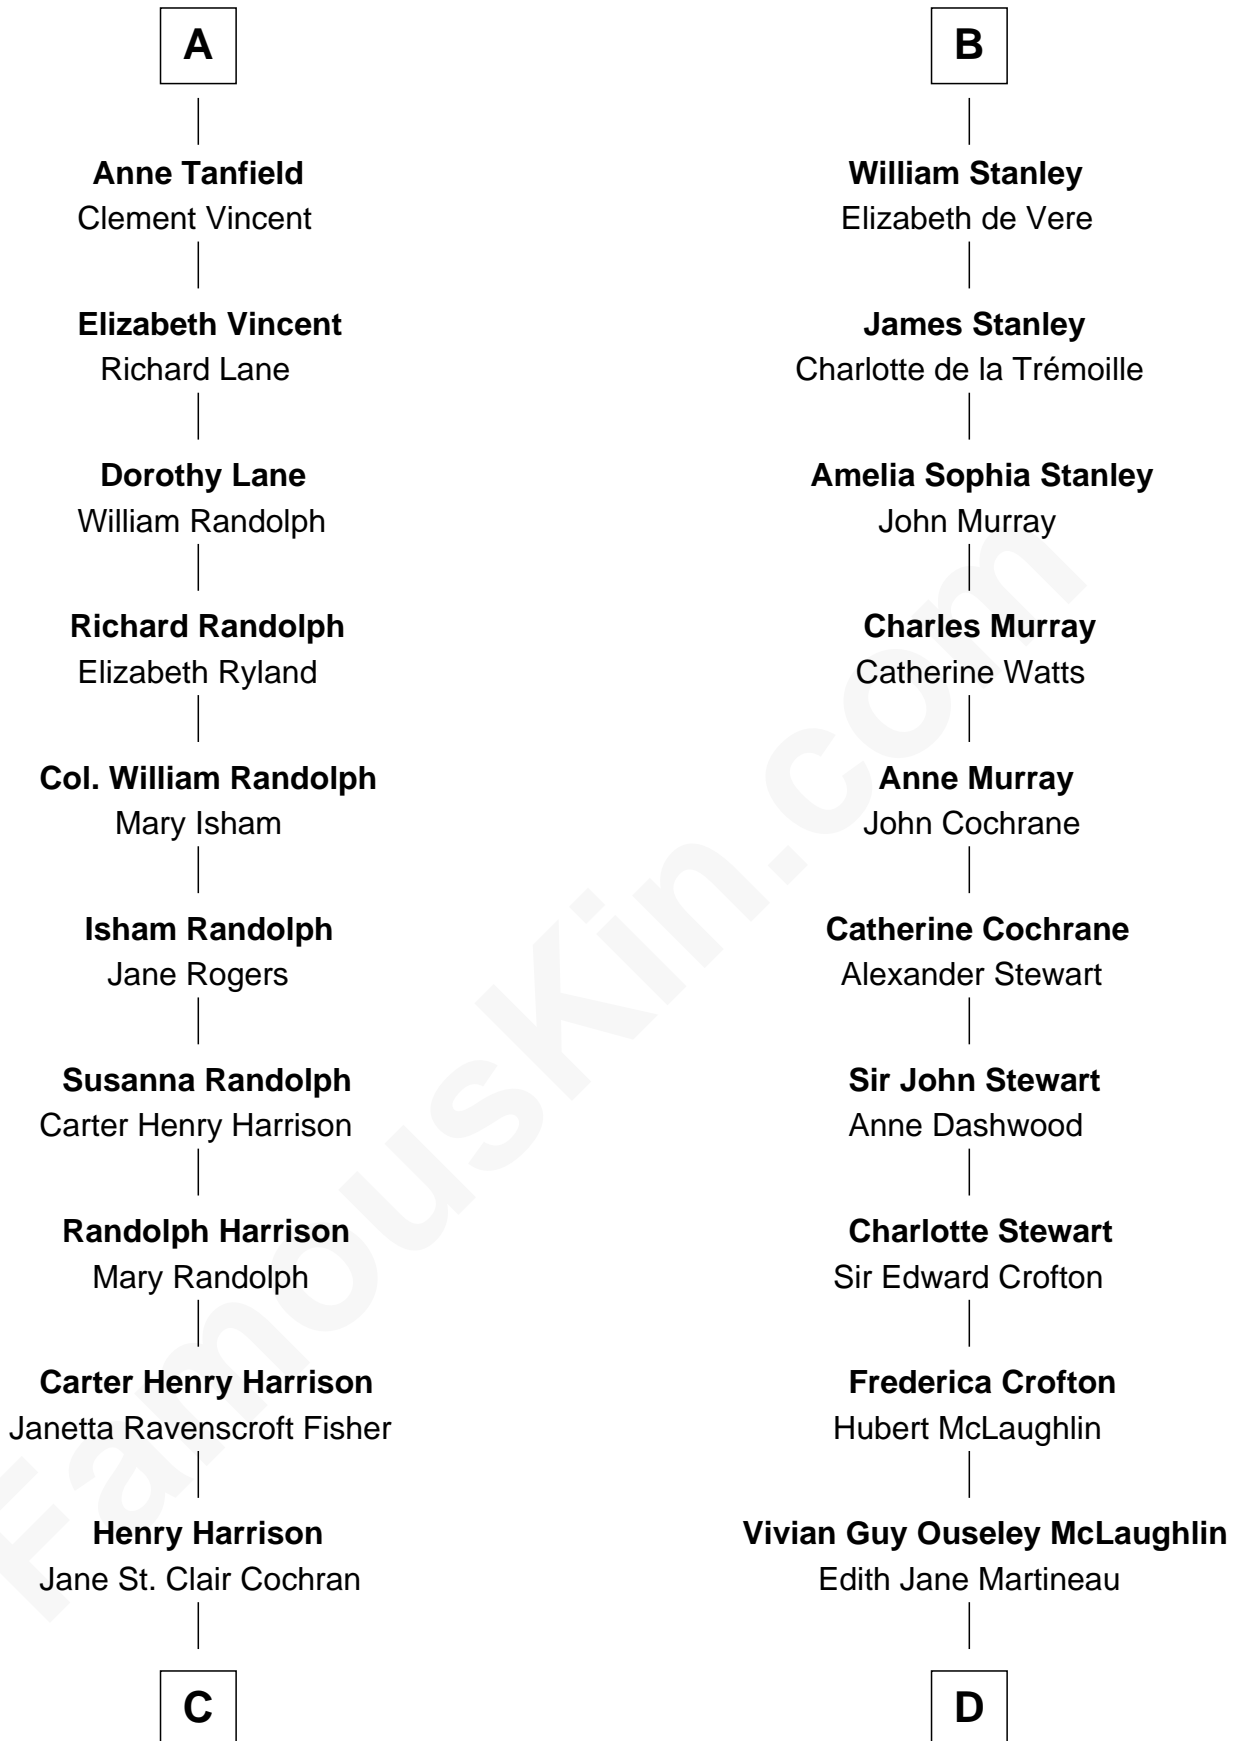 A
Anne Tanfield
Clement Vincent
Elizabeth Vincent
Richard Lane
Dorothy Lane
William Randolph
Richard Randolph
Elizabeth Ryland
Col. William Randolph
Mary Isham
Isham Randolph
Jane Rogers
Susanna Randolph
Carter Henry Harrison
Randolph Harrison
Mary Randolph
Carter Henry Harrison
Janetta Ravenscroft Fisher
Henry Harrison
Jane St. Clair Cochran
C
B
William Stanley
Elizabeth de Vere
James Stanley
Charlotte de la Trémoille
Amelia Sophia Stanley
John Murray
Charles Murray
Catherine Watts
Anne Murray
John Cochrane
Catherine Cochrane
Alexander Stewart
Sir John Stewart
Anne Dashwood
Charlotte Stewart
Sir Edward Crofton
Frederica Crofton
Hubert McLaughlin
Vivian Guy Ouseley McLaughlin
Edith Jane Martineau
D
FamousKin.com